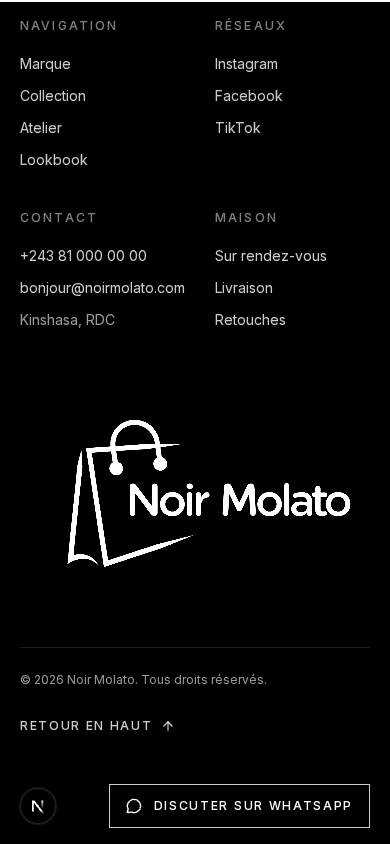 NAVIGATION
Marque
Collection
Atelier
Lookbook
RÉSEAUX
Instagram
Facebook
TikTok
CONTACT
+243 81 000 00 00
bonjour@noirmolato.com
Kinshasa, RDC
MAISON
Sur rendez-vous
Livraison
Retouches
Noir Molato
© 2026 Noir Molato. Tous droits réservés.
RETOUR EN HAUT ↑
N
DISCUTER SUR WHATSAPP